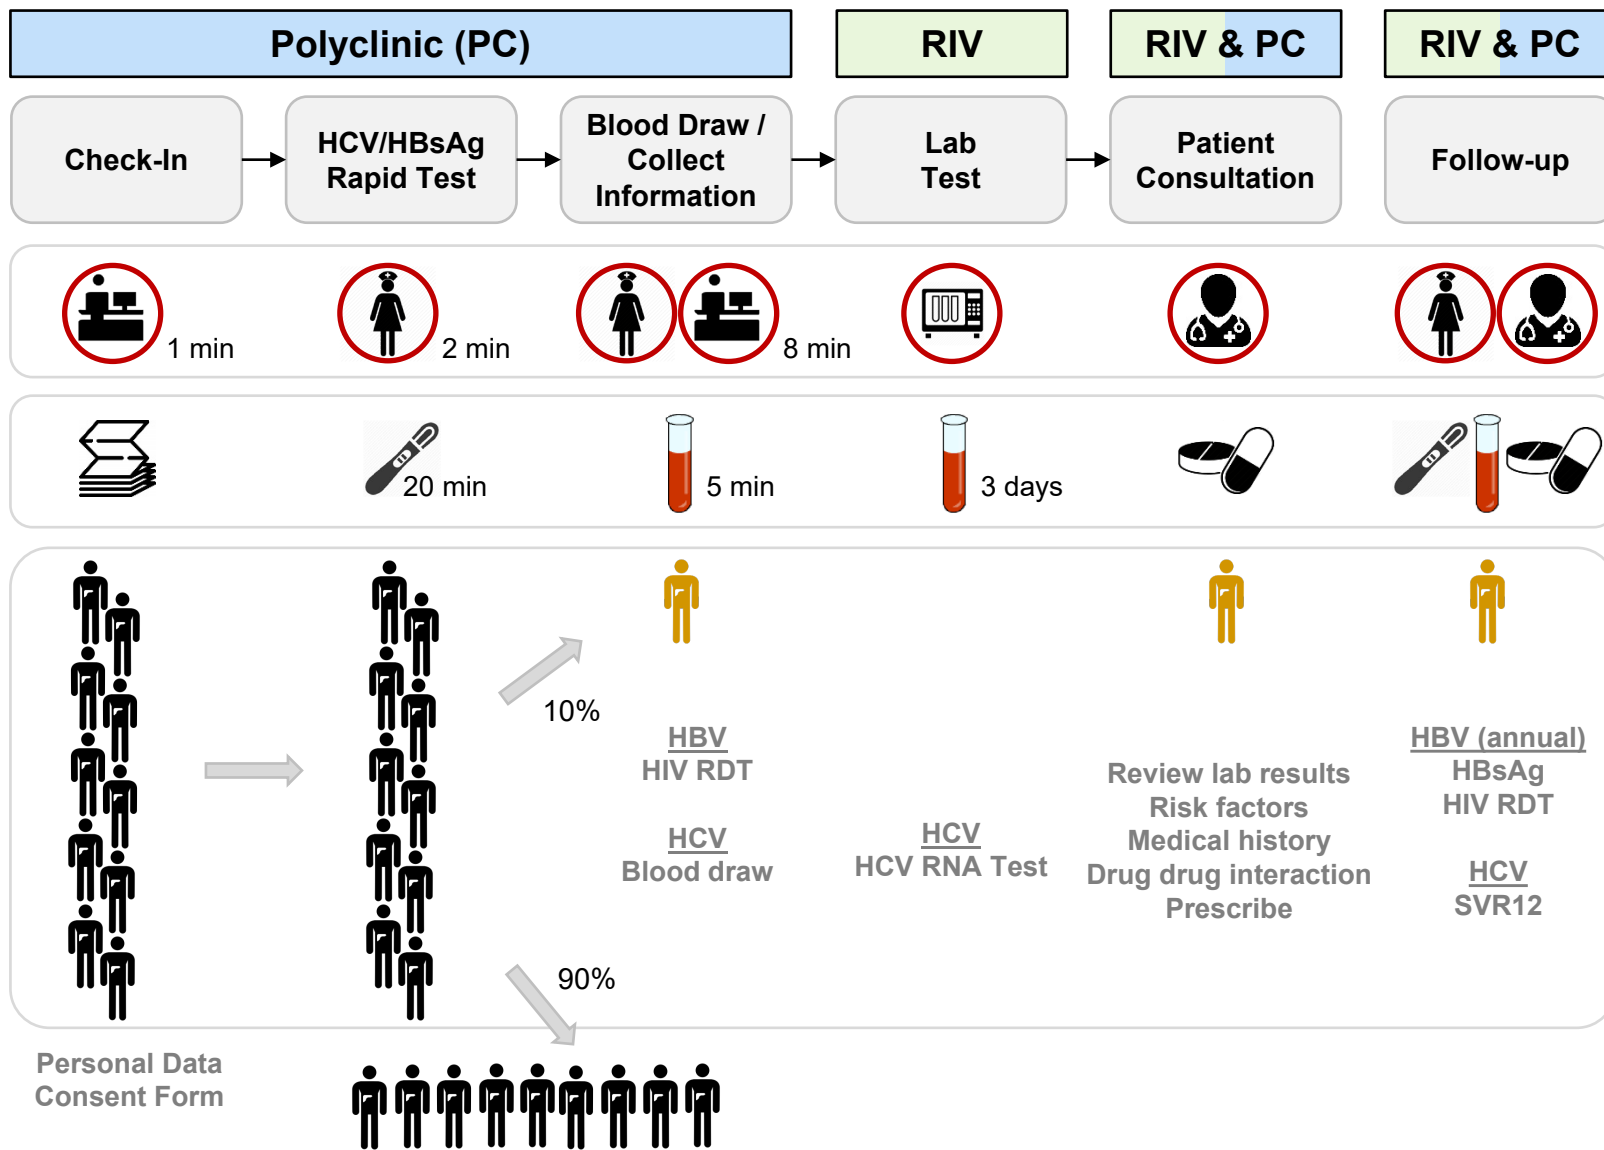 Polyclinic (PC)
RIV
RIV & PC
RIV & PC
Check-In
HCV/HBsAg
Rapid Test
Blood Draw /
Collect
Information
Lab
Test
Patient
Consultation
Follow-up
1 min
2 min
8 min
20 min
5 min
3 days
10%
90%
HBV
HIV RDT
HCV
Blood draw
HCV
HCV RNA Test
Review lab results
Risk factors
Medical history
Drug drug interaction
Prescribe
HBV (annual)
HBsAg
HIV RDT
HCV
SVR12
Personal Data
Consent Form